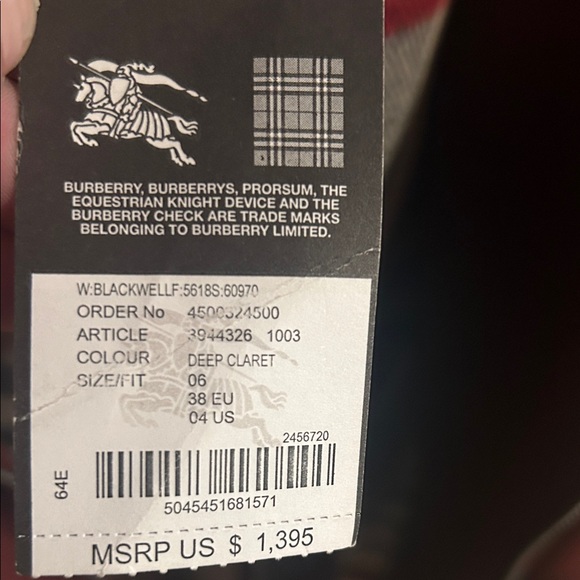 BURBERRY, BURBERRYS, PRORSUM, THE
EQUESTRIAN KNIGHT DEVICE AND THE
BURBERRY CHECK ARE TRADE MARKS
BELONGING TO BURBERRY LIMITED.
W:BLACKWELLF:5618S:60970
ORDER No 4500524500
ARTICLE 3944326 1003
COLOUR DEEP CLARET
SIZE/FIT 06
38 EU
04 US
2456720
64E
5045451681571
MSRP US $ 1,395